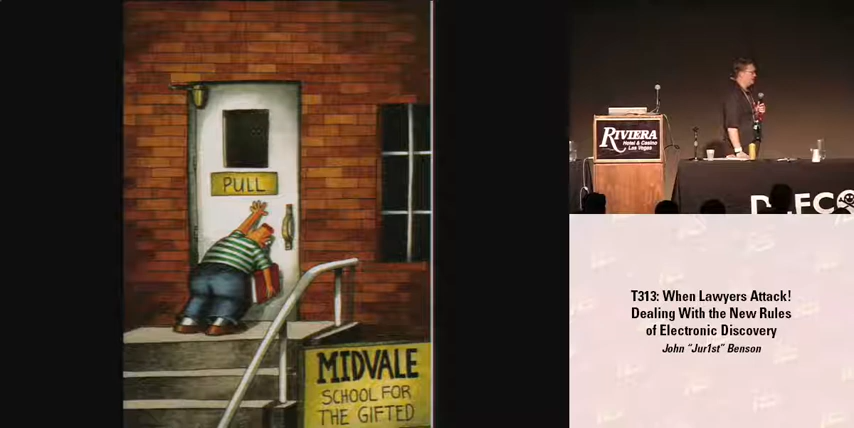 PULL
MIDVALE
SCHOOL FOR
THE GIFTED
RIVIERA
Hotel & Casino
Las Vegas
DEFCO
T313: When Lawyers Attack!
Dealing With the New Rules
of Electronic Discovery
John "Jur1st" Benson